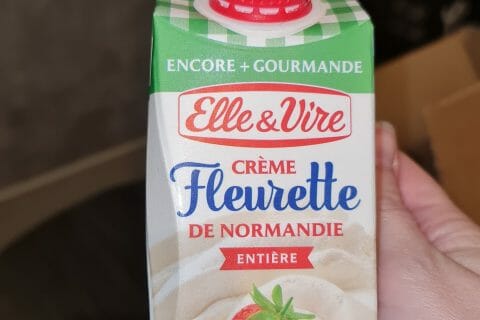 ENCORE + GOURMANDE
Elle & Vire
CRÈME
Fleurette
DE NORMANDIE
ENTIÈRE